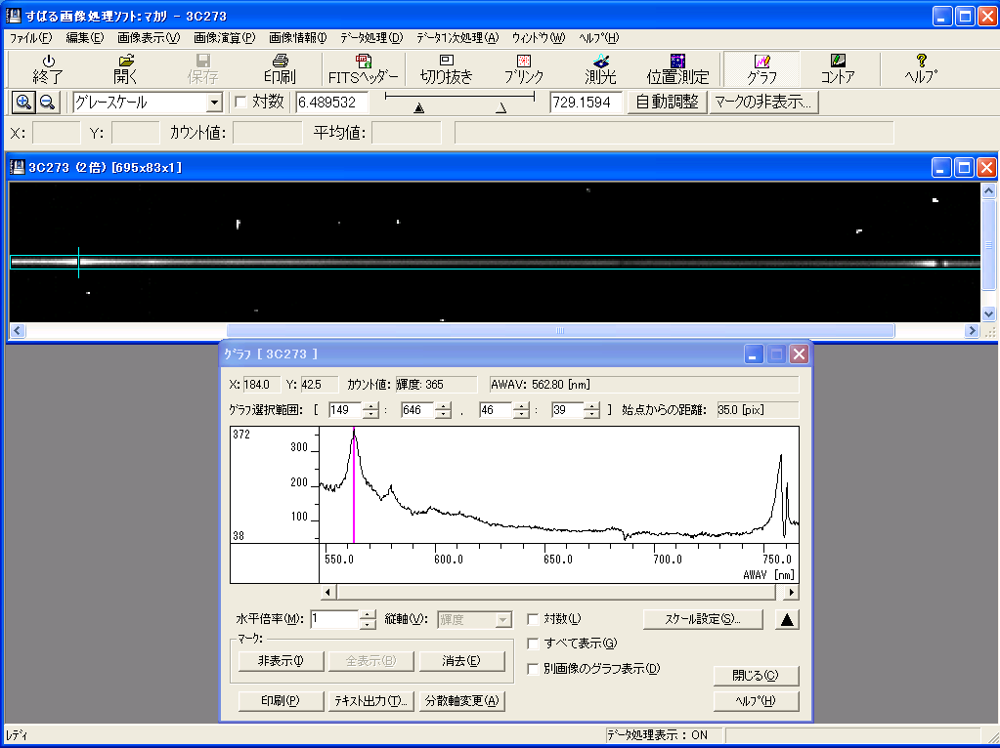 すばる画像処理ソフト:マカリ - 3C273
ファイル(F) 編集(E) 画像表示(V) 画像演算(P) 画像情報(I) データ処理(D) データ1次処理(A) ウィンドウ(W) ヘルプ(H)
終了 開く 保存 印刷 FITSヘッダー 切り抜き ブリンク 測光 位置測定 グラフ コントア ヘルプ
グレースケール 対数 6.489532 729.1594 自動調整 マークの非表示...
X: Y: カウント値: 平均値:
3C273 (2倍) [695x83x1]
グラフ [ 3C273 ]
X: 184.0 Y: 42.5 カウント値: 輝度: 365 AWAV: 562.80 [nm]
グラフ選択範囲: [ 149 : 646 , 46 : 39 ] 始点からの距離: 35.0 [pix]
372
300
200
100
38
550.0 600.0 650.0 700.0 750.0
AWAV [nm]
水平倍率(M): 1 縦軸(V): 輝度 対数(L) スケール設定(S)...
マーク: すべて表示(G)
非表示(I) 全表示(B) 消去(E) 別画像のグラフ表示(D)
閉じる(C)
印刷(P) テキスト出力(T)... 分散軸変更(A) ヘルプ(H)
レディ データ処理表示 : ON